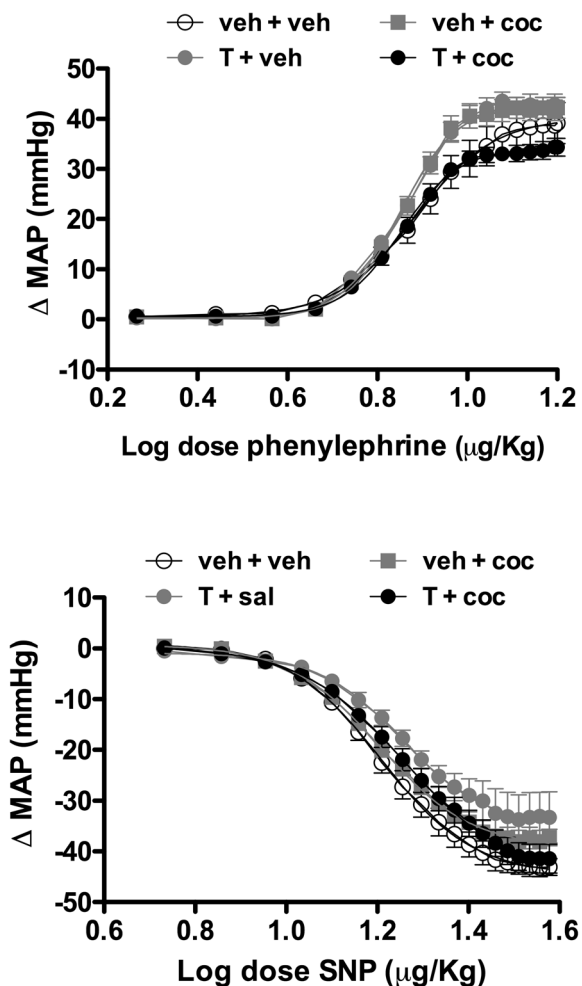 veh + veh veh + coc
T + veh T + coc
50
40
30
20
10
0
-10
Δ MAP (mmHg)
0.2 0.4 0.6 0.8 1.0 1.2
Log dose phenylephrine (μg/Kg)
veh + veh veh + coc
T + sal T + coc
10
0
-10
-20
-30
-40
-50
Δ MAP (mmHg)
0.6 0.8 1.0 1.2 1.4 1.6
Log dose SNP (μg/Kg)